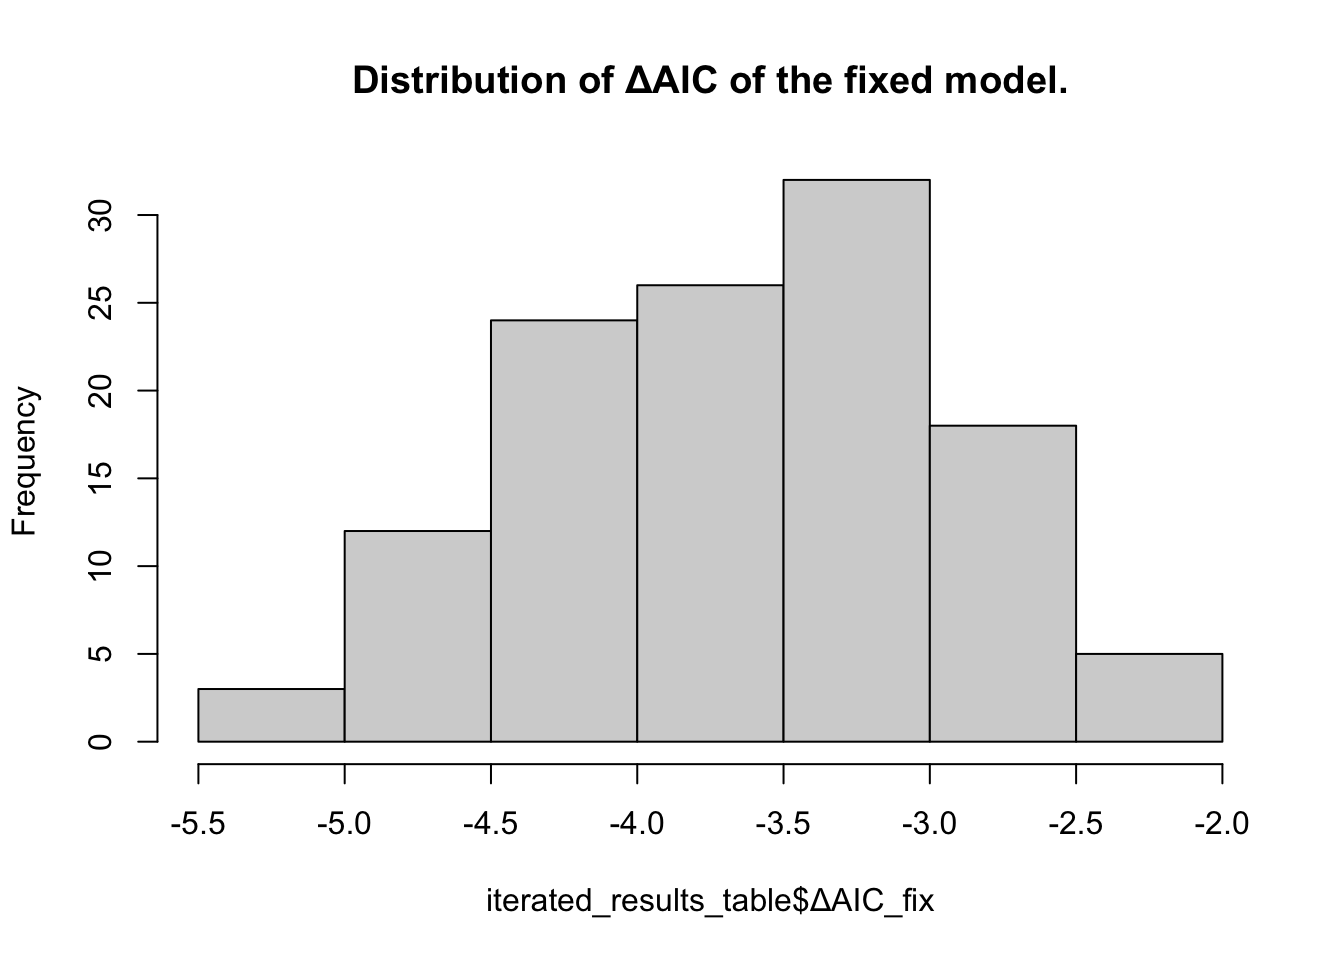 Distribution of ΔAIC of the fixed model.
Frequency
30
25
20
15
10
5
0
-5.5 -5.0 -4.5 -4.0 -3.5 -3.0 -2.5 -2.0
iterated_results_table$ΔAIC_fix